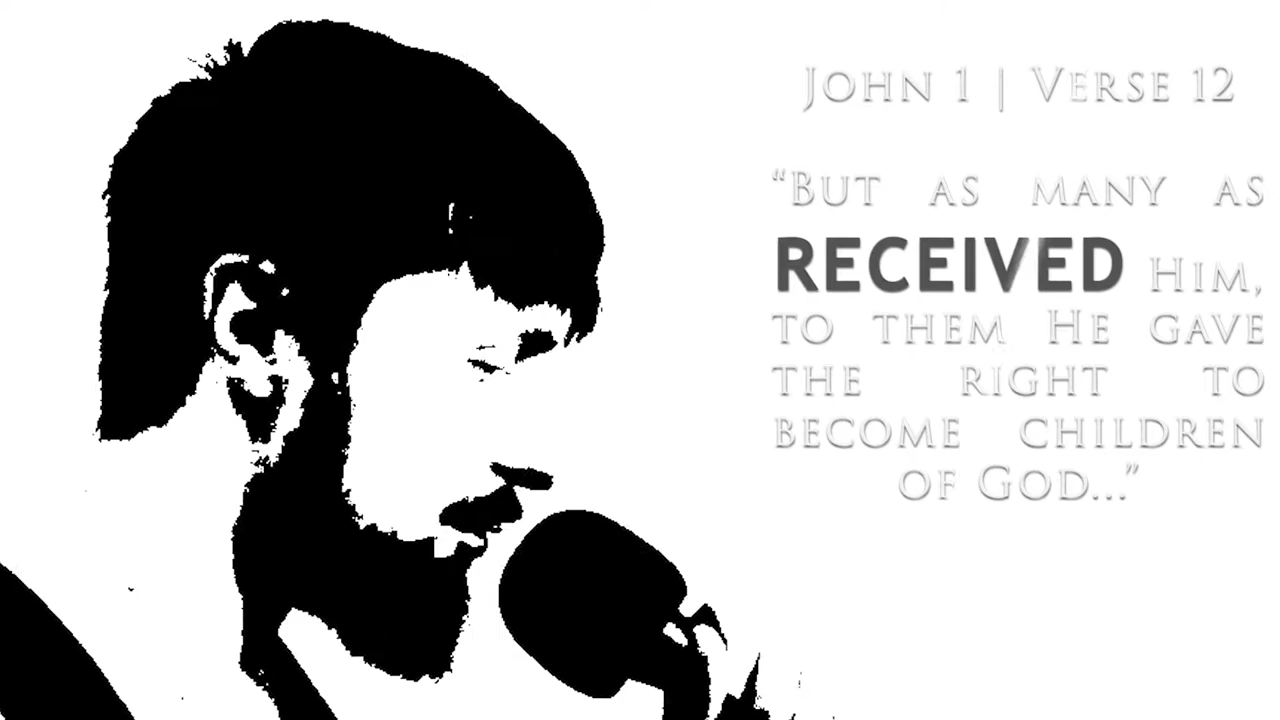 John 1 | Verse 12
“But as many as
RECEIVED Him,
to them He gave
the right to
become children
of God...”